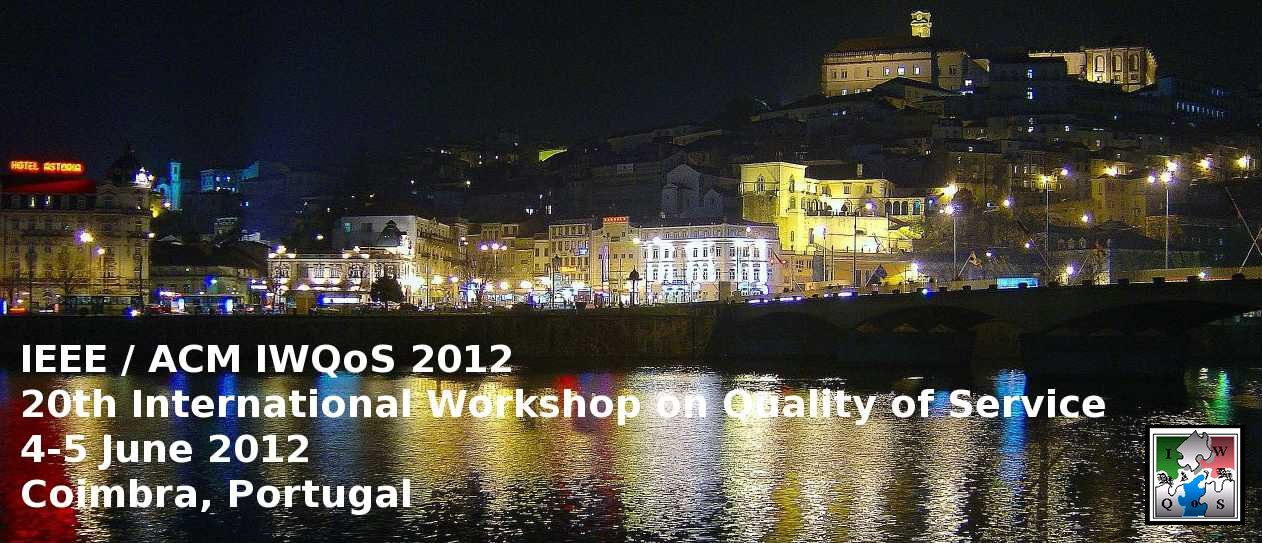 HOTEL ASTORIA
IEEE / ACM IWQoS 2012
20th International Workshop on Quality of Service
4-5 June 2012
Coimbra, Portugal
I W
Q o S